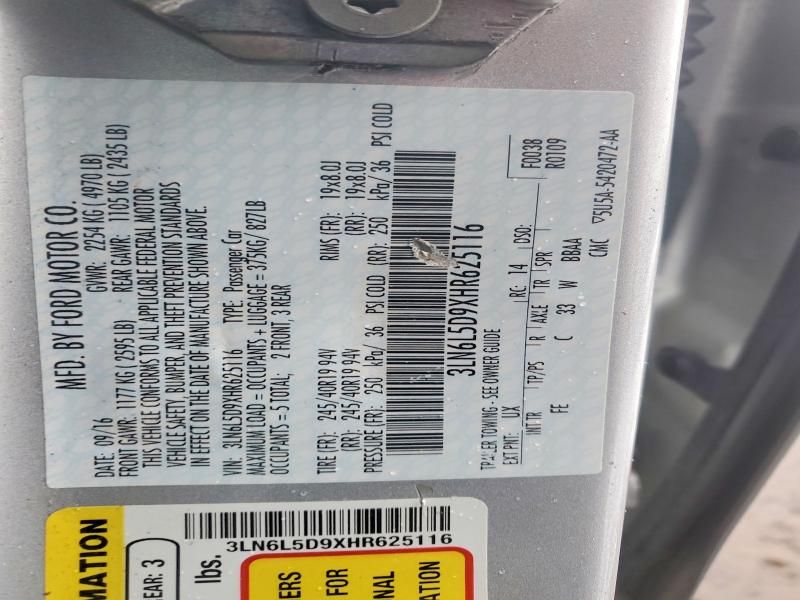 MFD. BY FORD MOTOR CO.
DATE: 09/16 GVWR: 2254 KG ( 4970 LB)
FRONT GAWR: 1177 KG ( 2595 LB) REAR GAWR: 1105 KG ( 2435 LB)
THIS VEHICLE CONFORMS TO ALL APPLICABLE FEDERAL MOTOR
VEHICLE SAFETY, BUMPER, AND THEFT PREVENTION STANDARDS
IN EFFECT ON THE DATE OF MANUFACTURE SHOWN ABOVE.
VIN: 3LN6L5D9XHR625116 TYPE: Passenger Car
MAXIMUM LOAD = OCCUPANTS + LUGGAGE = 375KG/ 827LB
OCCUPANTS = 5 TOTAL; 2 FRONT, 3 REAR
TIRE (FR): 245/40R19 94V RIMS (FR): 19x8.0J
(RR): 245/40R19 94V (RR): 19x8.0J
PRESSURE (FR): 250 kPa/ 36 PSI COLD (RR): 250 kPa/ 36 PSI COLD
3LN6L5D9XHR625116
TRAILER TOWING - SEE OWNER GUIDE
F0038
R0109
EXT PNT: UX RC: 14 DSO:
INT TR TP/PS R AXLE TR SPR
FE C 33 W BBAA
CMC ▽5U5A-5420472-AA
3LN6L5D9XHR625116
MATION
EAR: 3
lbs.
ERS
FOR
NAL
ATION